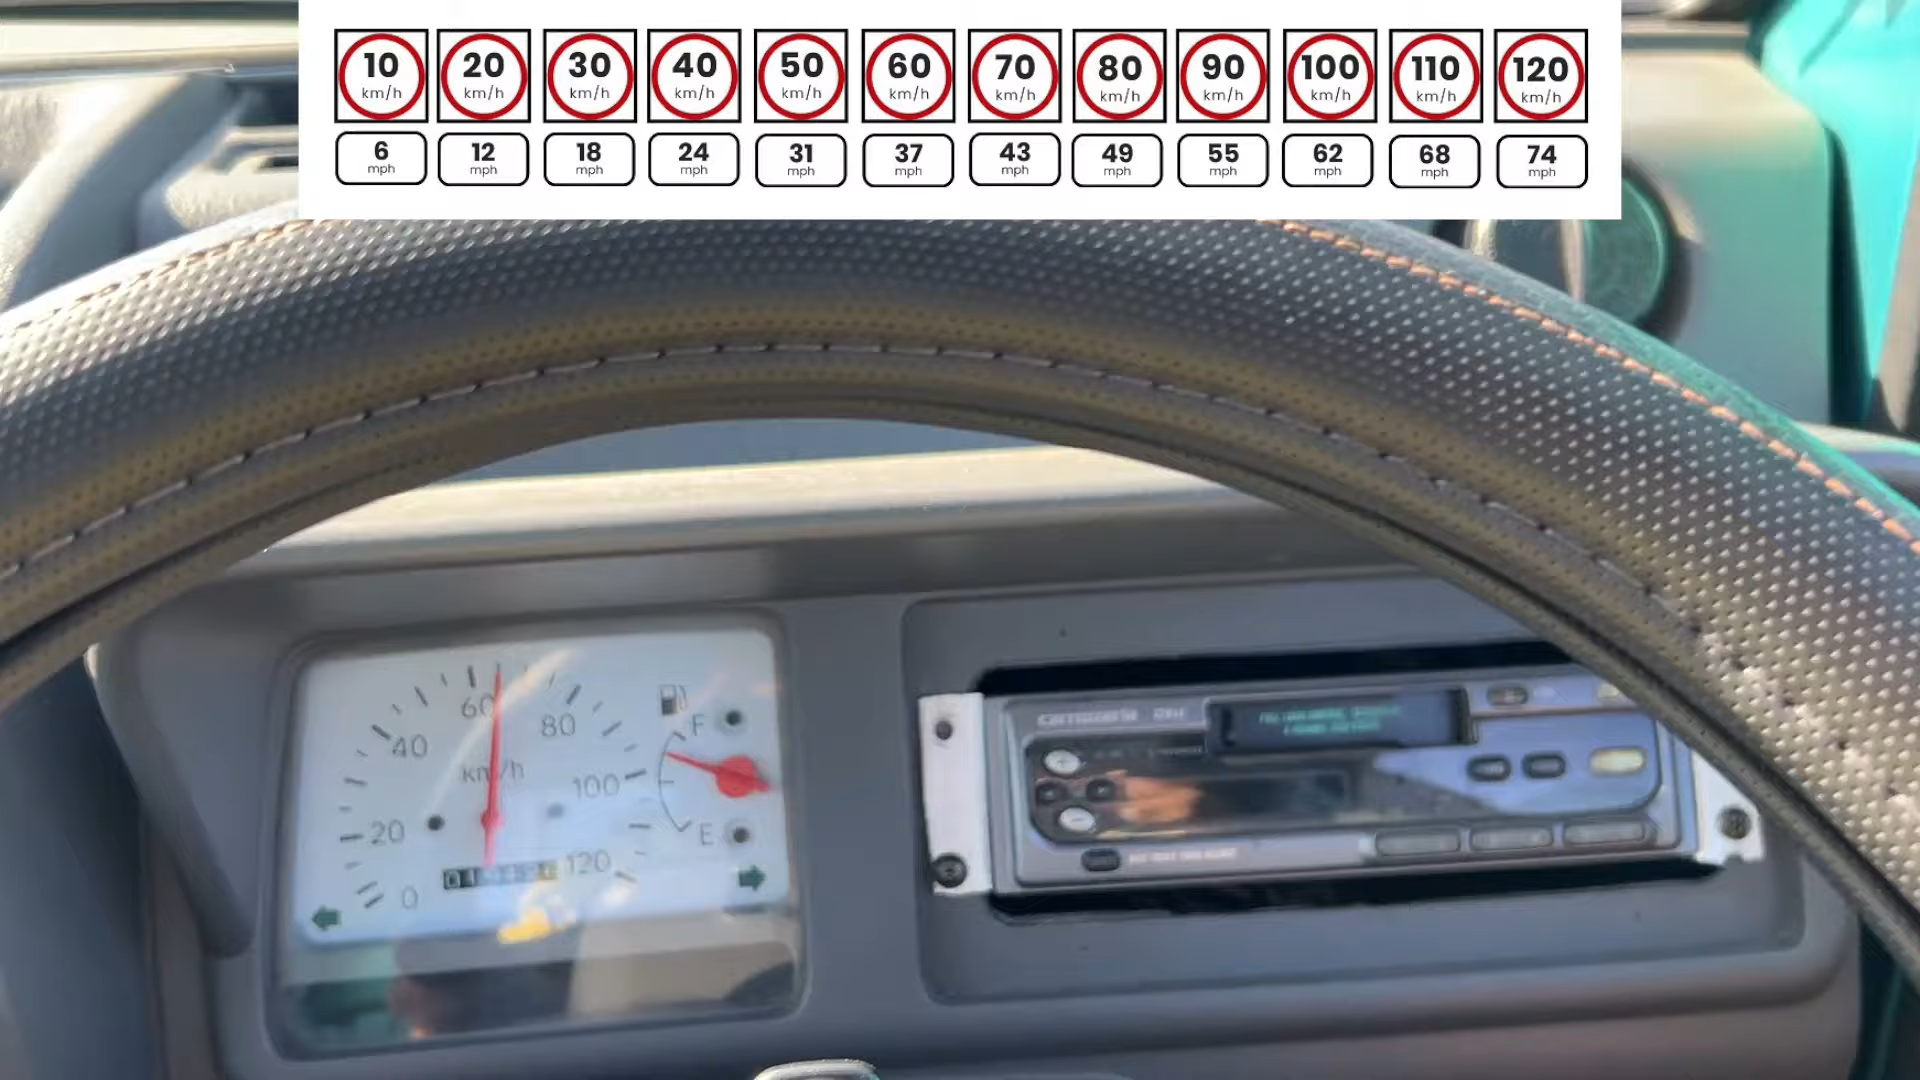 10 20 30 40 50 60 70 80 90 100 110 120
km/h km/h km/h km/h km/h km/h km/h km/h km/h km/h km/h km/h
6 12 18 24 31 37 43 49 55 62 68 74
mph mph mph mph mph mph mph mph mph mph mph mph
60 80
40
km/h
100
20
120
0
F
E
carrozzeria